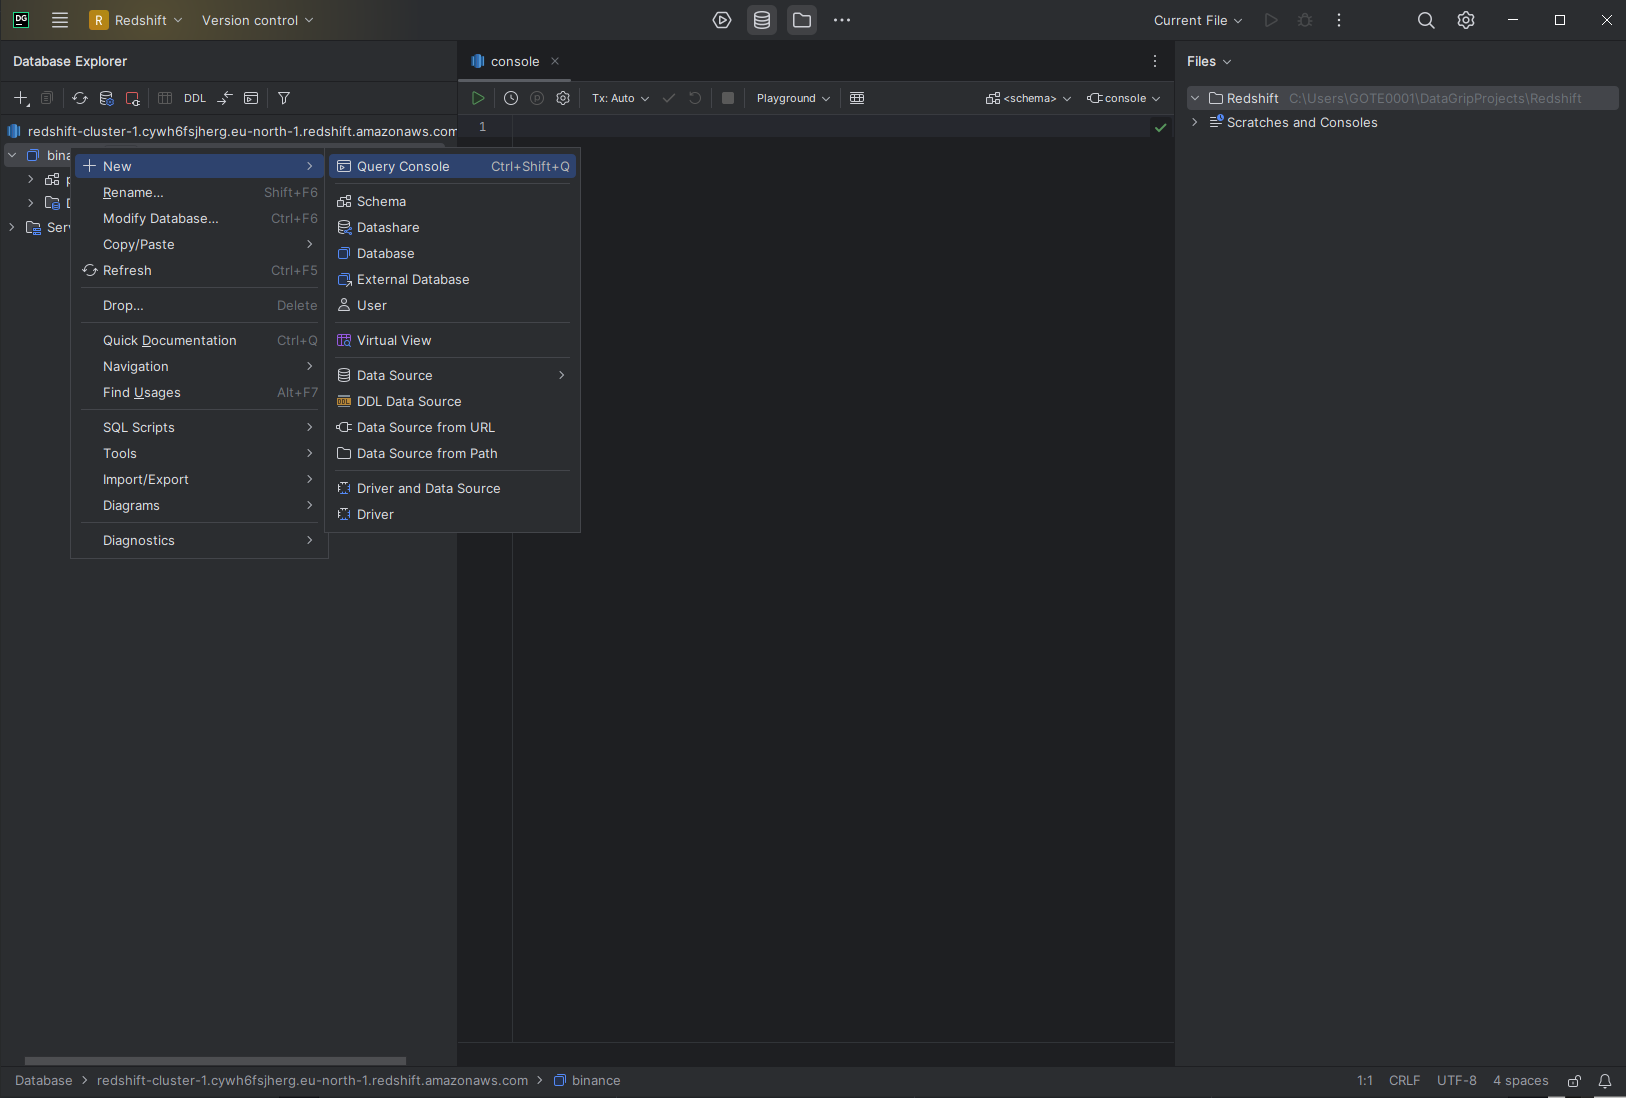 DG
R Redshift Version control Current File
Database Explorer
console
Files
DDL
Tx: Auto
Playground
<schema>
console
Redshift C:\Users\GOTE0001\DataGripProjects\Redshift
Scratches and Consoles
redshift-cluster-1.cywh6fsjherg.eu-north-1.redshift.amazonaws.com
1
bina
Serv
New
Rename... Shift+F6
Modify Database... Ctrl+F6
Copy/Paste
Refresh Ctrl+F5
Drop... Delete
Quick Documentation Ctrl+Q
Navigation
Find Usages Alt+F7
SQL Scripts
Tools
Import/Export
Diagrams
Diagnostics
Query Console Ctrl+Shift+Q
Schema
Datashare
Database
External Database
User
Virtual View
Data Source
DDL Data Source
Data Source from URL
Data Source from Path
Driver and Data Source
Driver
Database redshift-cluster-1.cywh6fsjherg.eu-north-1.redshift.amazonaws.com binance
1:1 CRLF UTF-8 4 spaces